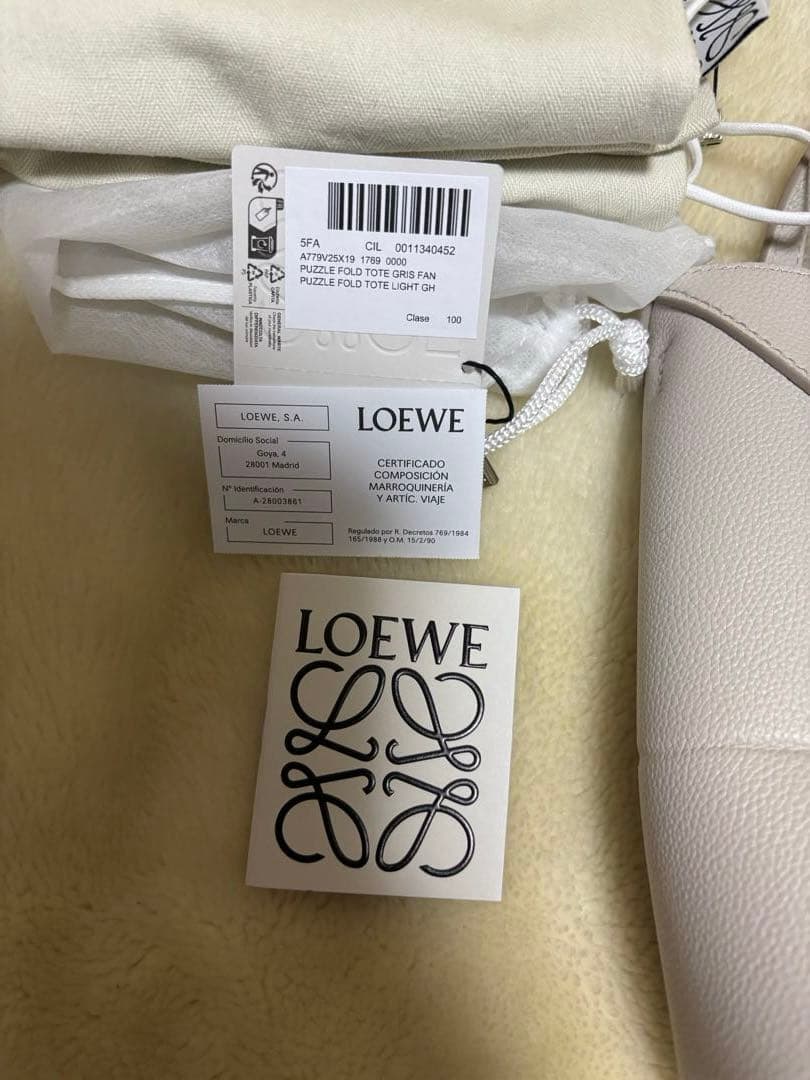 5FA CIL 0011340452
A779V25X19 1769 0000
PUZZLE FOLD TOTE GRIS FAN
PUZZLE FOLD TOTE LIGHT GH
Clase 100
LOEWE, S.A.
Domicilio Social
Goya, 4
28001 Madrid
N° Identificación
A-28003861
Marca
LOEWE
LOEWE
CERTIFICADO
COMPOSICIÓN
MARROQUINERÍA
Y ARTÍC. VIAJE
Regulado por R. Decretos 769/1984
165/1988 y O.M. 15/2/90
LOEWE